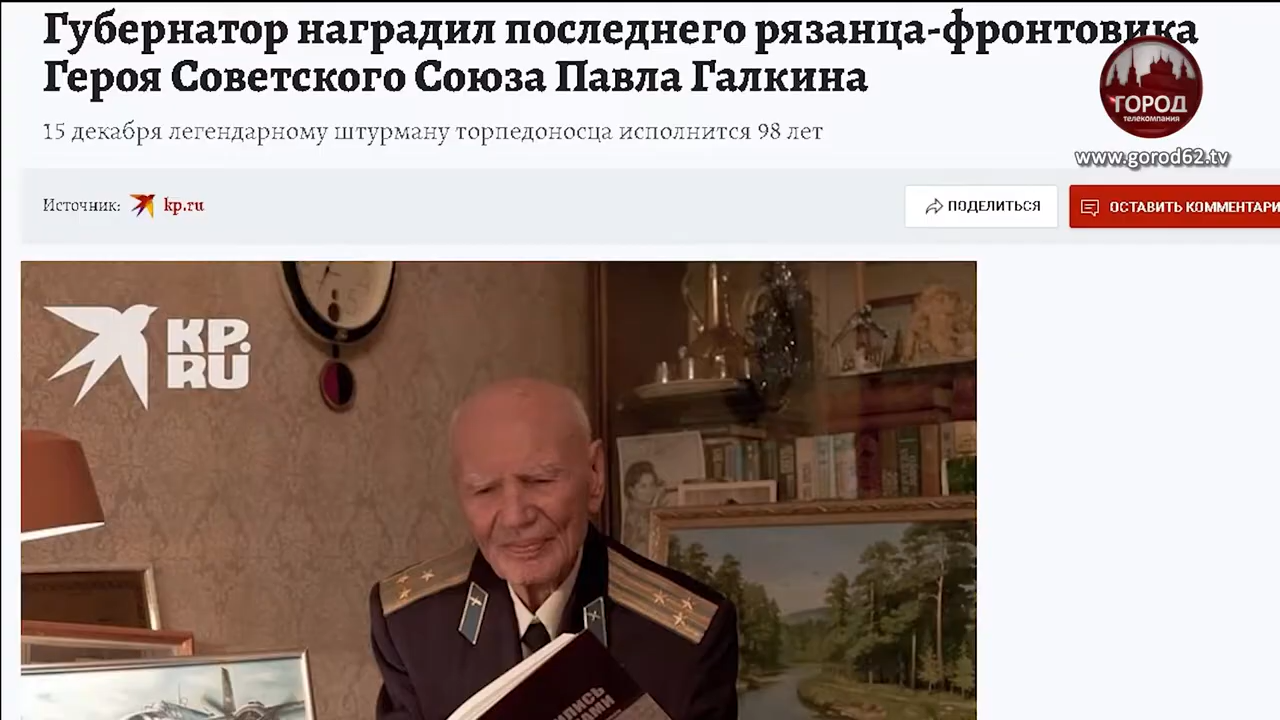 Губернатор наградил последнего рязанца-фронтовика
Героя Советского Союза Павла Галкина
ГОРОД
телекомпания
www.gorod62.tv
15 декабря легендарному штурману торпедоносца исполнится 98 лет
Источник: kp.ru
ПОДЕЛИТЬСЯ
ОСТАВИТЬ КОММЕНТАРИ
KP.
RU